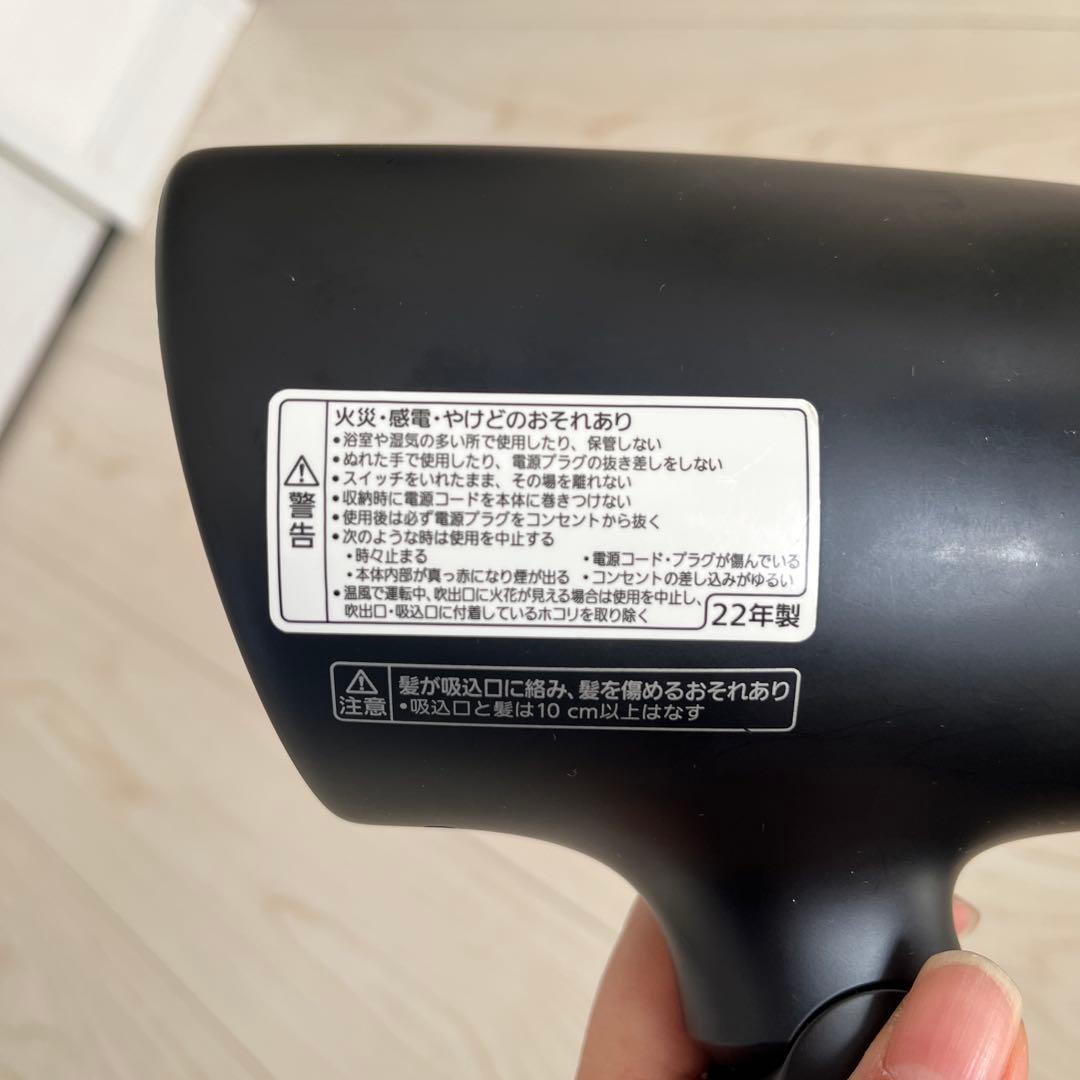 警告
火災・感電・やけどのおそれあり
•浴室や湿気の多い所で使用したり、保管しない
•ぬれた手で使用したり、電源プラグの抜き差しをしない
•スイッチをいれたまま、その場を離れない
•収納時に電源コードを本体に巻きつけない
•使用後は必ず電源プラグをコンセントから抜く
•次のような時は使用を中止する
・時々止まる ・電源コード・プラグが傷んでいる
・本体内部が真っ赤になり煙が出る ・コンセントの差し込みがゆるい
•温風で運転中、吹出口に火花が見える場合は使用を中止し、
吹出口・吸込口に付着しているホコリを取り除く
22年製
注意
髪が吸込口に絡み、髪を傷めるおそれあり
•吸込口と髪は10 cm以上はなす